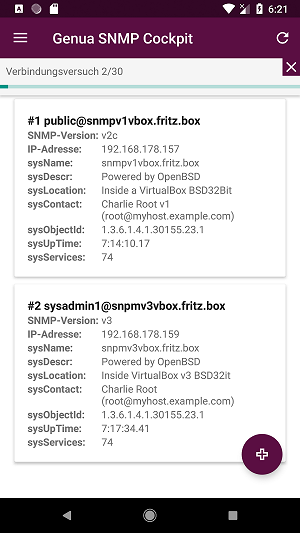 6:21
Genua SNMP Cockpit
Verbindungsversuch 2/30
#1 public@snmpv1vbox.fritz.box
SNMP-Version: v2c
IP-Adresse: 192.168.178.157
sysName: snmpv1vbox.fritz.box
sysDescr: Powered by OpenBSD
sysLocation: Inside a VirtualBox BSD32Bit
sysContact: Charlie Root v1
(root@myhost.example.com)
sysObjectId: 1.3.6.1.4.1.30155.23.1
sysUpTime: 7:14:10.17
sysServices: 74
#2 sysadmin1@snpmv3vbox.fritz.box
SNMP-Version: v3
IP-Adresse: 192.168.178.159
sysName: snpmv3vbox.fritz.box
sysDescr: Powered by OpenBSD
sysLocation: Inside VirtualBox v3 BSD32it
sysContact: Charlie Root
(root@myhost.example.com)
sysObjectId: 1.3.6.1.4.1.30155.23.1
sysUpTime: 7:17:34.41
sysServices: 74